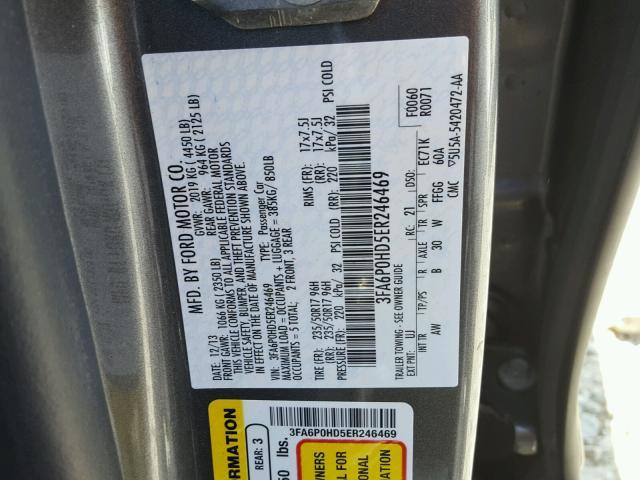 MFD. BY FORD MOTOR CO.
DATE: 12/13 GVWR: 2019 KG ( 4450 LB)
FRONT GAWR: 1066 KG ( 2350 LB) REAR GAWR: 964 KG ( 2125 LB)
THIS VEHICLE CONFORMS TO ALL APPLICABLE FEDERAL MOTOR
VEHICLE SAFETY, BUMPER, AND THEFT PREVENTION STANDARDS
IN EFFECT ON THE DATE OF MANUFACTURE SHOWN ABOVE.
VIN: 3FA6P0HD5ER246469 Passenger Car
MAXIMUM LOAD = OCCUPANTS + LUGGAGE = 385KG/ 850LB
OCCUPANTS = 5 TOTAL: 2 FRONT, 3 REAR
TIRE (FR): 235/50R17 96H RIMS (FR): 17x7.5J
(RR): 235/50R17 96H (RR): 17x7.5J
PRESSURE (FR): 220 kPa/ 32 PSI COLD (RR): 220 kPa/ 32 PSI COLD
3FA6P0HD5ER246469
F0060
R0071
TRAILER TOWING - SEE OWNER GUIDE
EXT PNT: UJ RC: 21 DSO: EC71K
INT TR TP/PS R AXLE TR SPR
AW B 30 W FFGG 60A
CMC ▽5U5A-5420472-AA
3FA6P0HD5ER246469
REAR: 3
lbs.